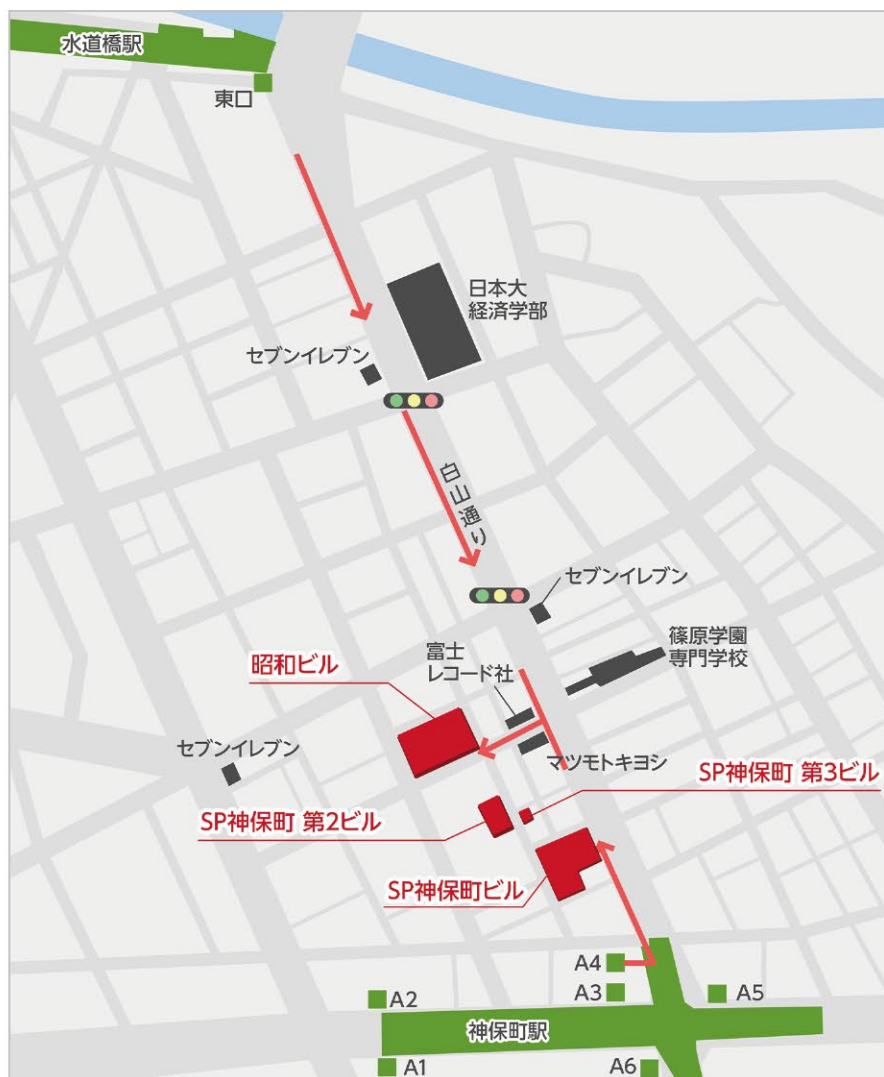 水道橋駅
東口
日本大
経済学部
セブンイレブン
白山通り
セブンイレブン
篠原学園
専門学校
富士
レコード社
昭和ビル
セブンイレブン
マツモトキヨシ
SP神保町 第3ビル
SP神保町 第2ビル
SP神保町ビル
A4
A3
A2
A5
神保町駅
A1
A6